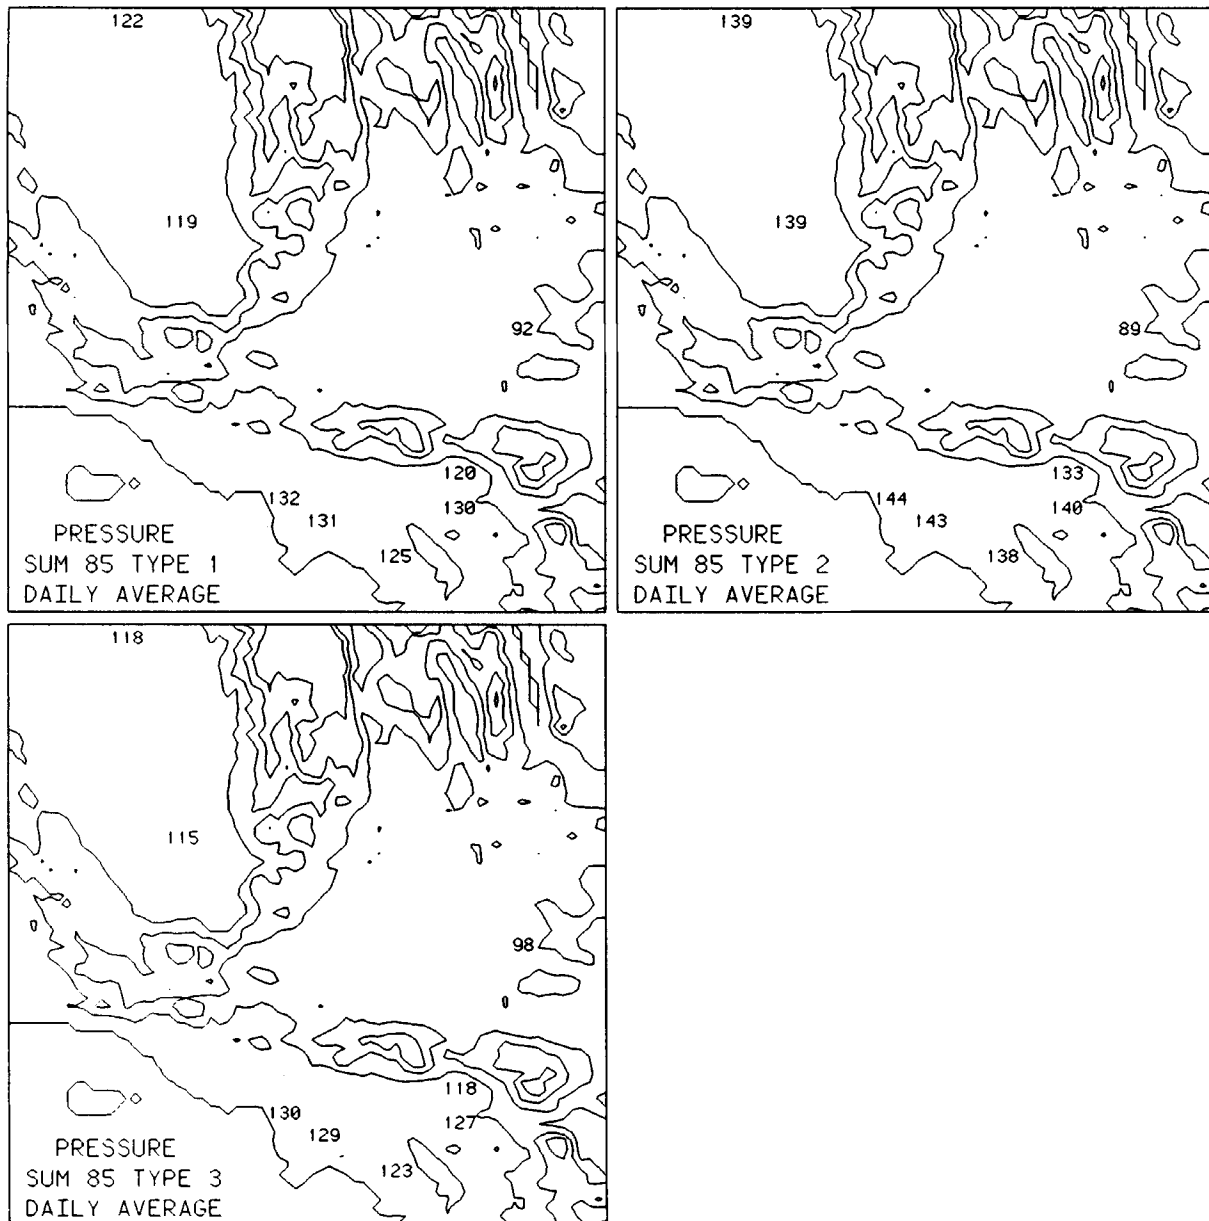 122
119
92
120
132
130
131
125
PRESSURE
SUM 85 TYPE 1
DAILY AVERAGE
139
139
89
133
144
140
143
138
PRESSURE
SUM 85 TYPE 2
DAILY AVERAGE
118
115
98
118
130
127
129
123
PRESSURE
SUM 85 TYPE 3
DAILY AVERAGE